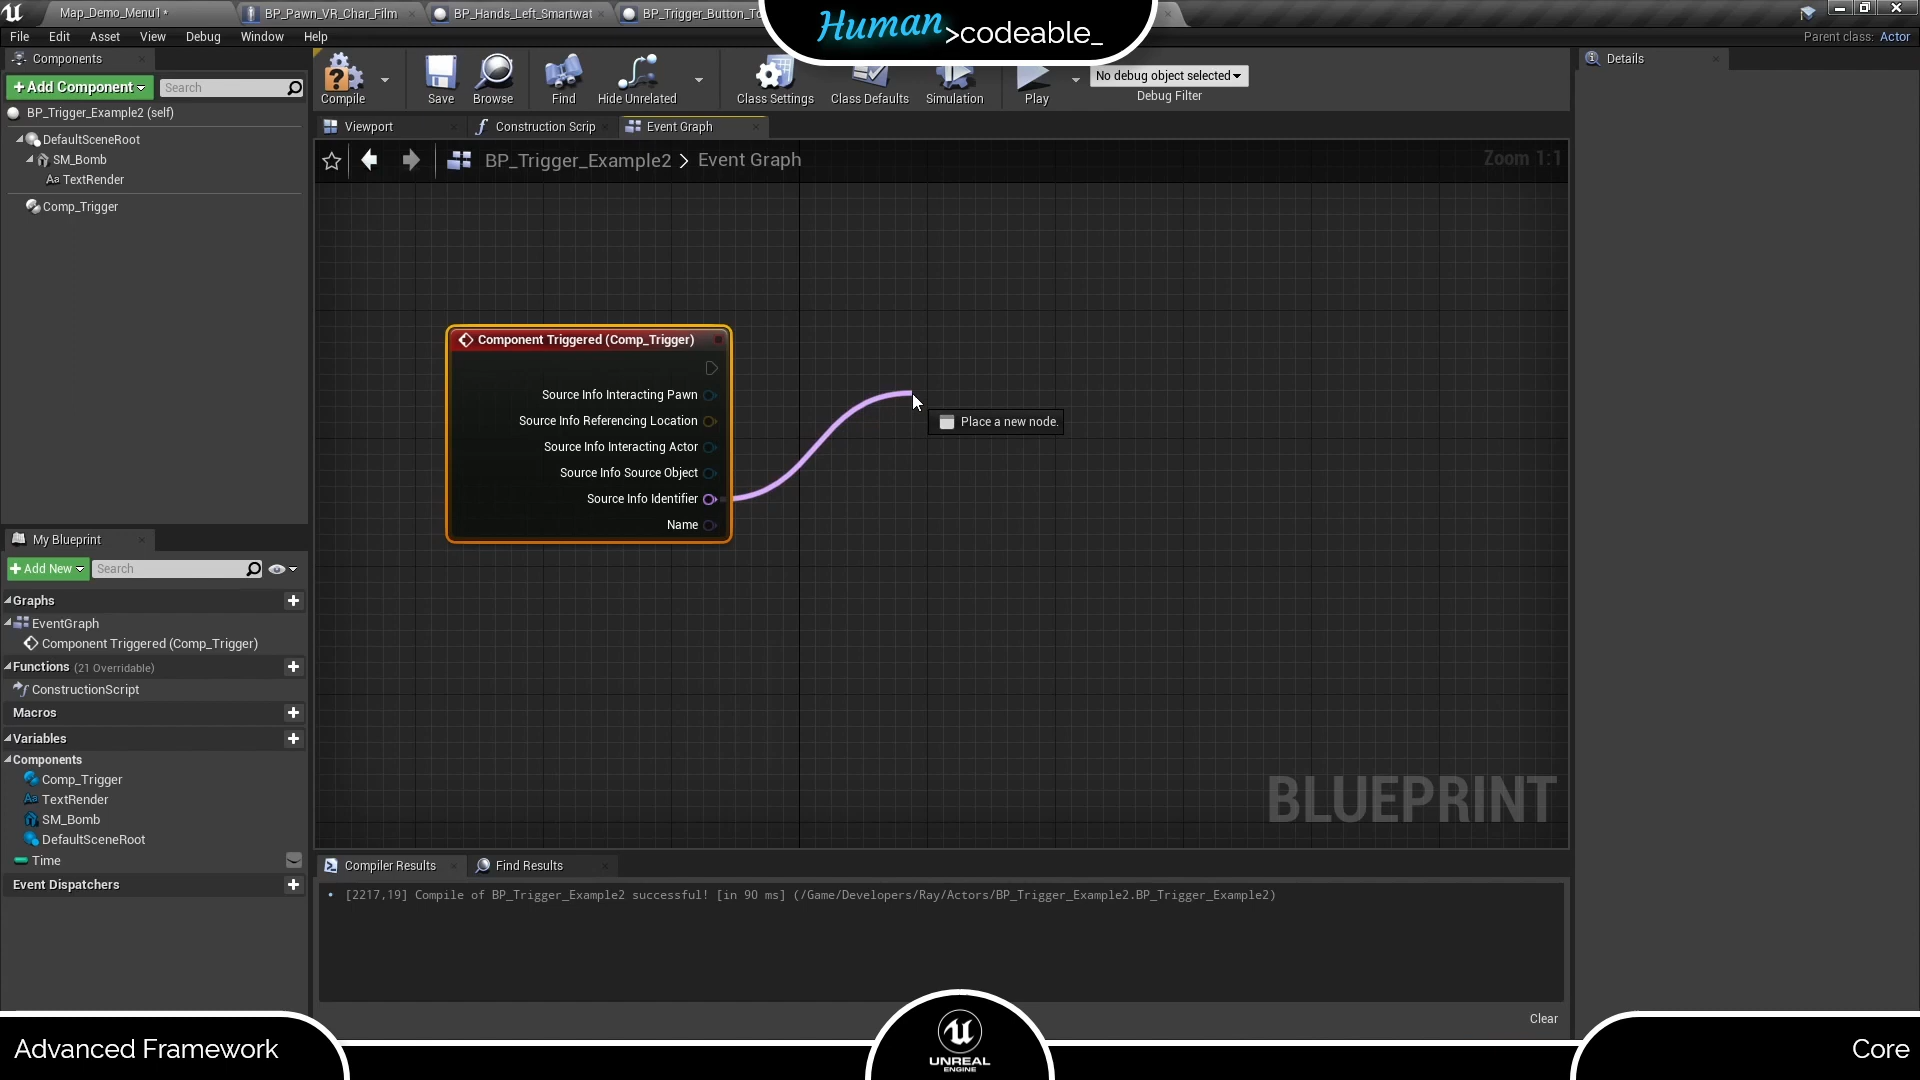 Map_Demo_Menu1*
BP_Pawn_VR_Char_Film
BP_Hands_Left_Smartwat
BP_Trigger_Button_To
Human >codeable_
File Edit Asset View Debug Window Help
Parent class: Actor
Components
Add Component
Search
BP_Trigger_Example2 (self)
DefaultSceneRoot
SM_Bomb
TextRender
Comp_Trigger
Compile
Save
Browse
Find
Hide Unrelated
Class Settings
Class Defaults
Simulation
Play
No debug object selected
Debug Filter
Details
Viewport
Construction Scrip
Event Graph
BP_Trigger_Example2 > Event Graph
Zoom 1:1
Component Triggered (Comp_Trigger)
Source Info Interacting Pawn
Source Info Referencing Location
Source Info Interacting Actor
Source Info Source Object
Source Info Identifier
Name
Place a new node.
BLUEPRINT
My Blueprint
Add New
Search
Graphs
EventGraph
Component Triggered (Comp_Trigger)
Functions (21 Overridable)
ConstructionScript
Macros
Variables
Components
Comp_Trigger
TextRender
SM_Bomb
DefaultSceneRoot
Time
Event Dispatchers
Compiler Results
Find Results
[2217,19] Compile of BP_Trigger_Example2 successful! [in 90 ms] (/Game/Developers/Ray/Actors/BP_Trigger_Example2.BP_Trigger_Example2)
Clear
Advanced Framework
UNREAL
ENGINE
Core